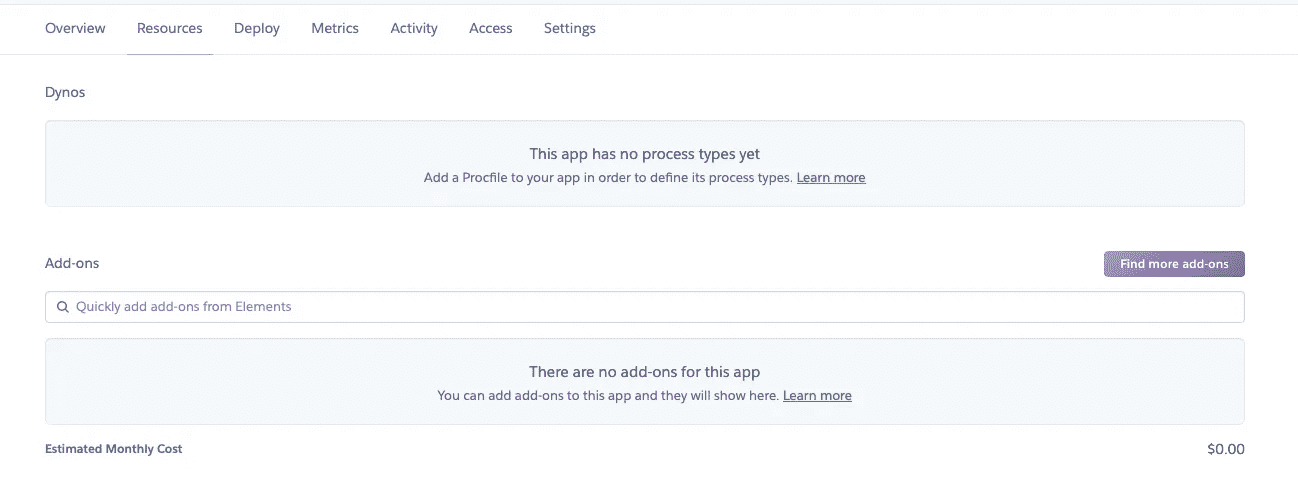 Overview Resources Deploy Metrics Activity Access Settings
Dynos
This app has no process types yet
Add a Procfile to your app in order to define its process types. Learn more
Add-ons
Find more add-ons
Quickly add add-ons from Elements
There are no add-ons for this app
You can add add-ons to this app and they will show here. Learn more
Estimated Monthly Cost $0.00